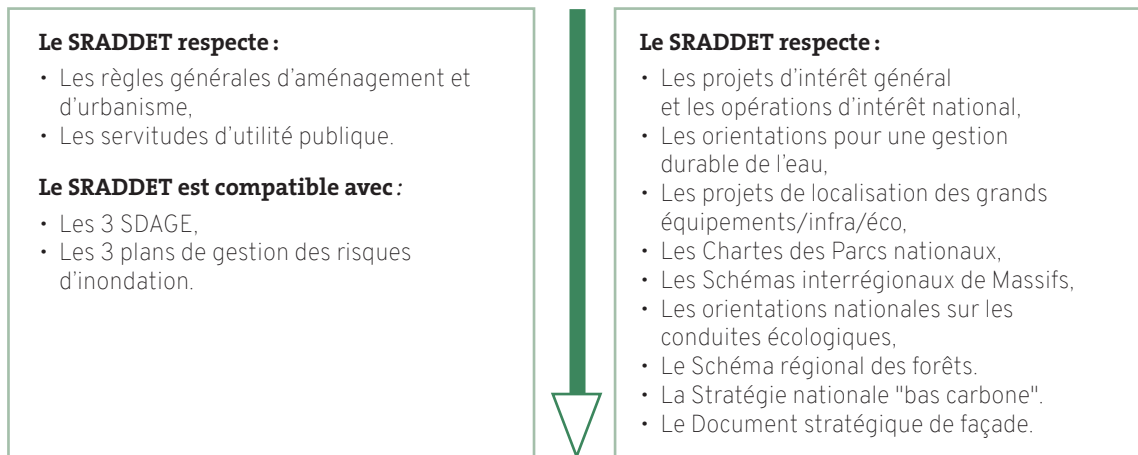 Le SRADDET respecte :
• Les règles générales d'aménagement et
d'urbanisme,
• Les servitudes d'utilité publique.
Le SRADDET est compatible avec :
• Les 3 SDAGE,
• Les 3 plans de gestion des risques
d'inondation.
Le SRADDET respecte :
• Les projets d'intérêt général
et les opérations d'intérêt national,
• Les orientations pour une gestion
durable de l'eau,
• Les projets de localisation des grands
équipements/infra/éco,
• Les Chartes des Parcs nationaux,
• Les Schémas interrégionaux de Massifs,
• Les orientations nationales sur les
conduites écologiques,
• Le Schéma régional des forêts.
• La Stratégie nationale "bas carbone".
• Le Document stratégique de façade.